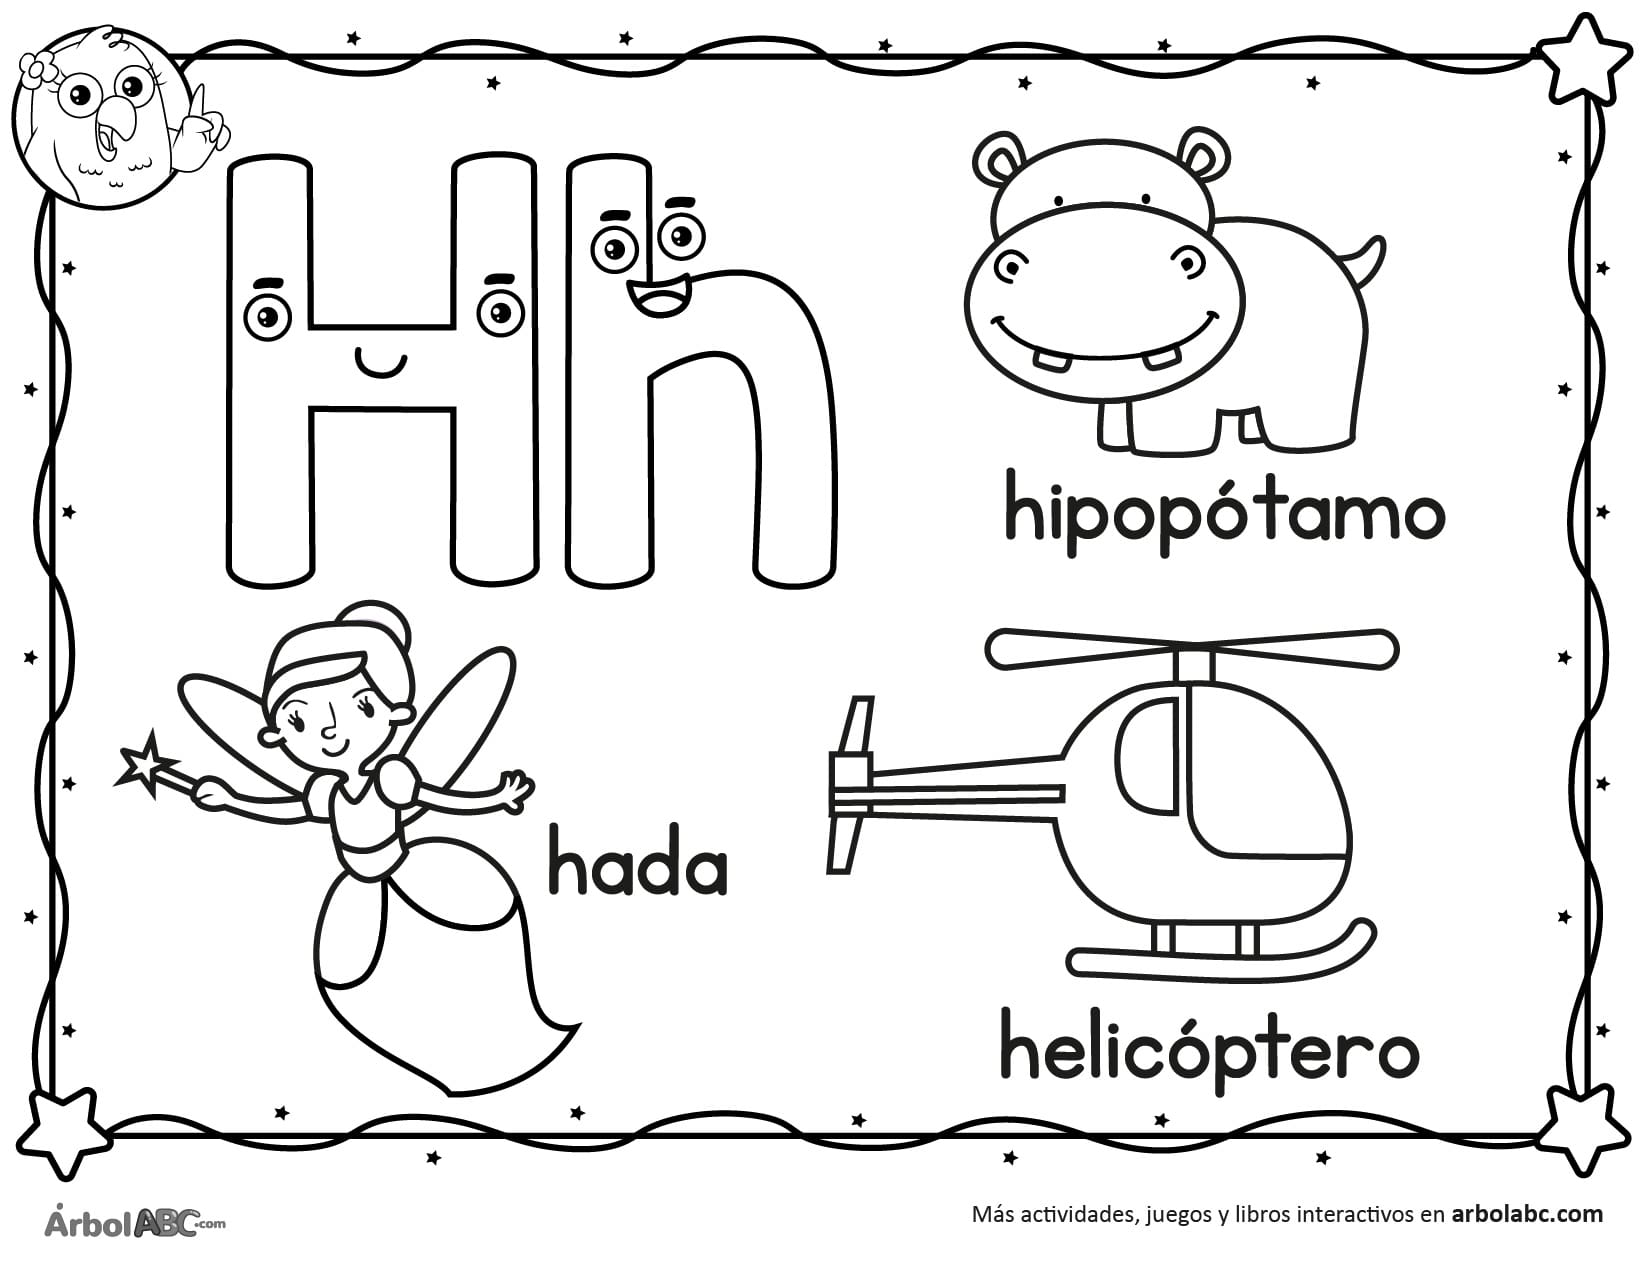 Hh
hipopótamo
hada
helicóptero
ÁrbolABC.com
Más actividades, juegos y libros interactivos en arbolabc.com